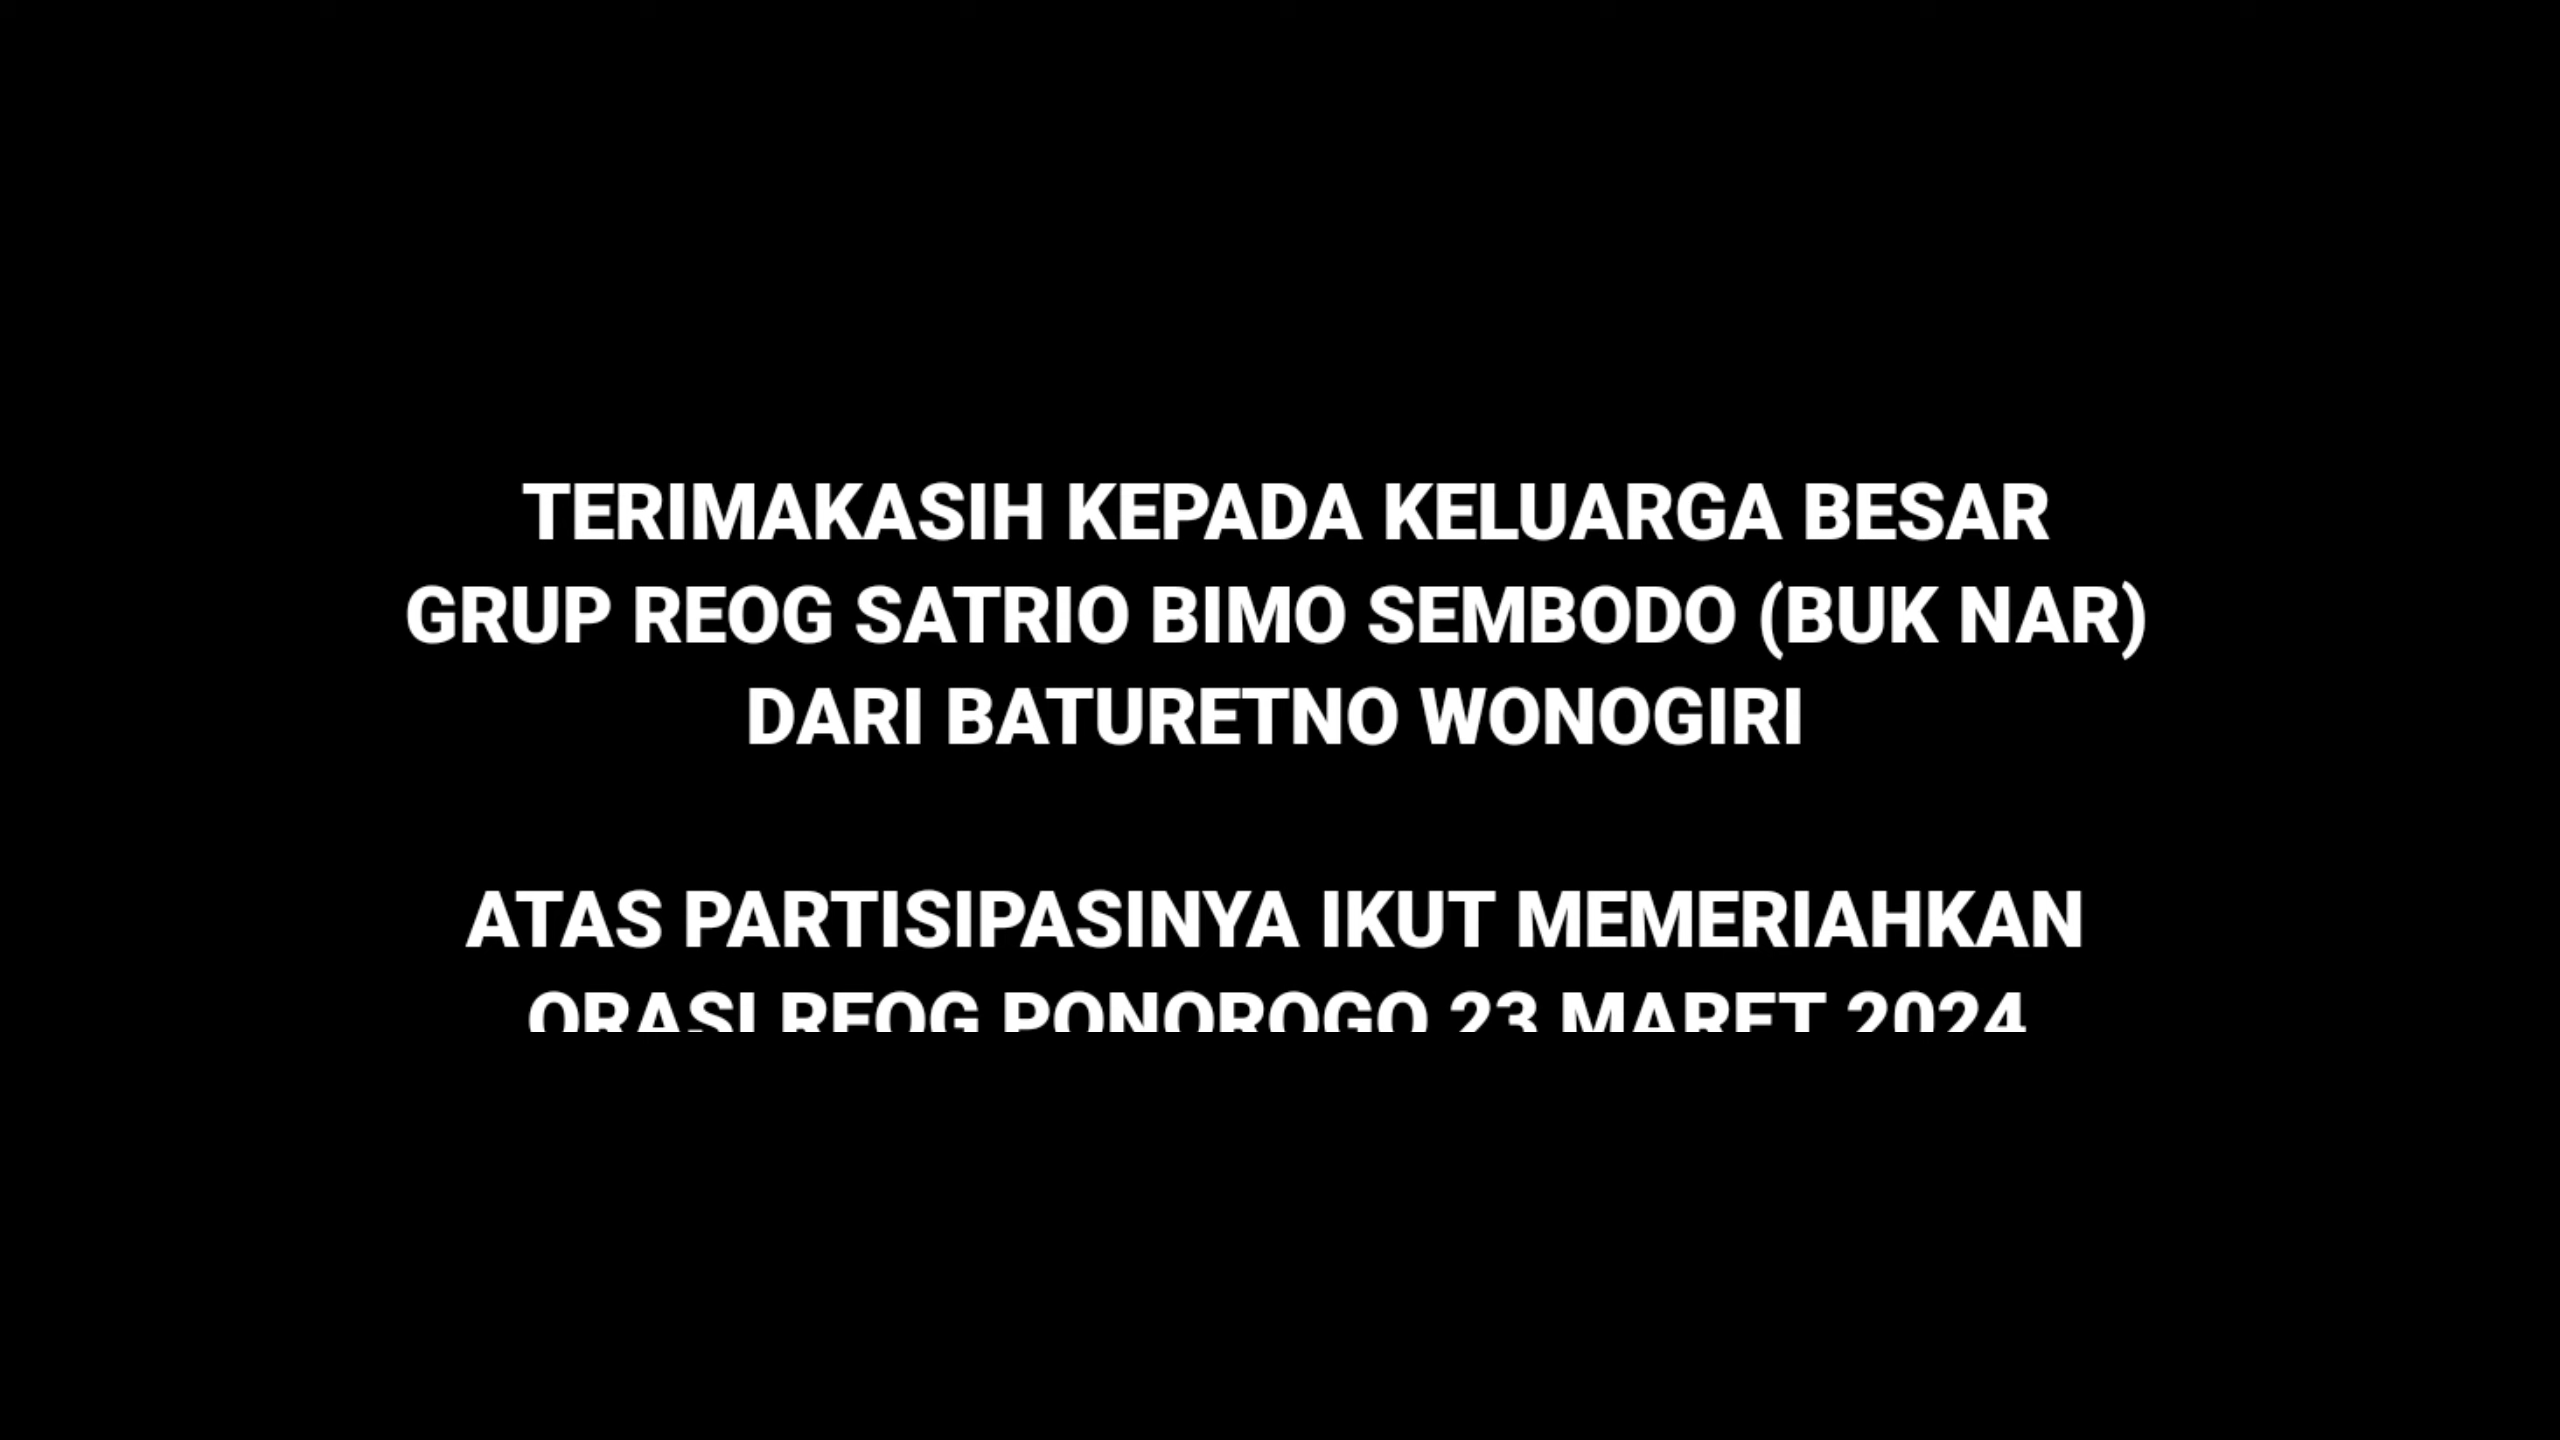 TERIMAKASIH KEPADA KELUARGA BESAR
GRUP REOG SATRIO BIMO SEMBODO (BUK NAR)
DARI BATURETNO WONOGIRI
ATAS PARTISIPASINYA IKUT MEMERIAHKAN
ORASI REOG PONOROGO 23 MARET 2024